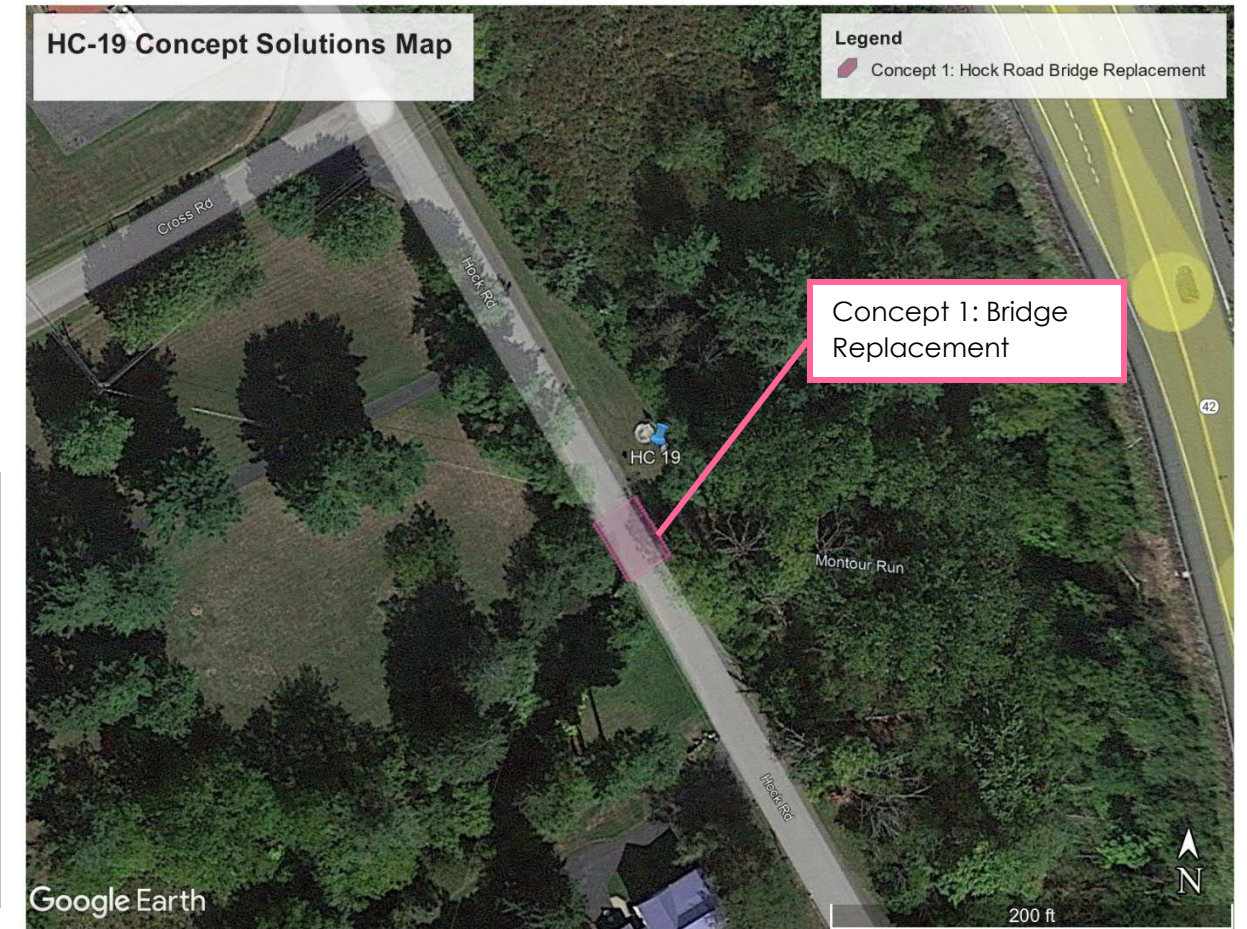 HC-19 Concept Solutions Map
Legend
Concept 1: Hock Road Bridge Replacement
Cross Rd
Hock Rd
Concept 1: Bridge
Replacement
42
HC 19
Montour Run
Hock Rd
N
Google Earth
200 ft